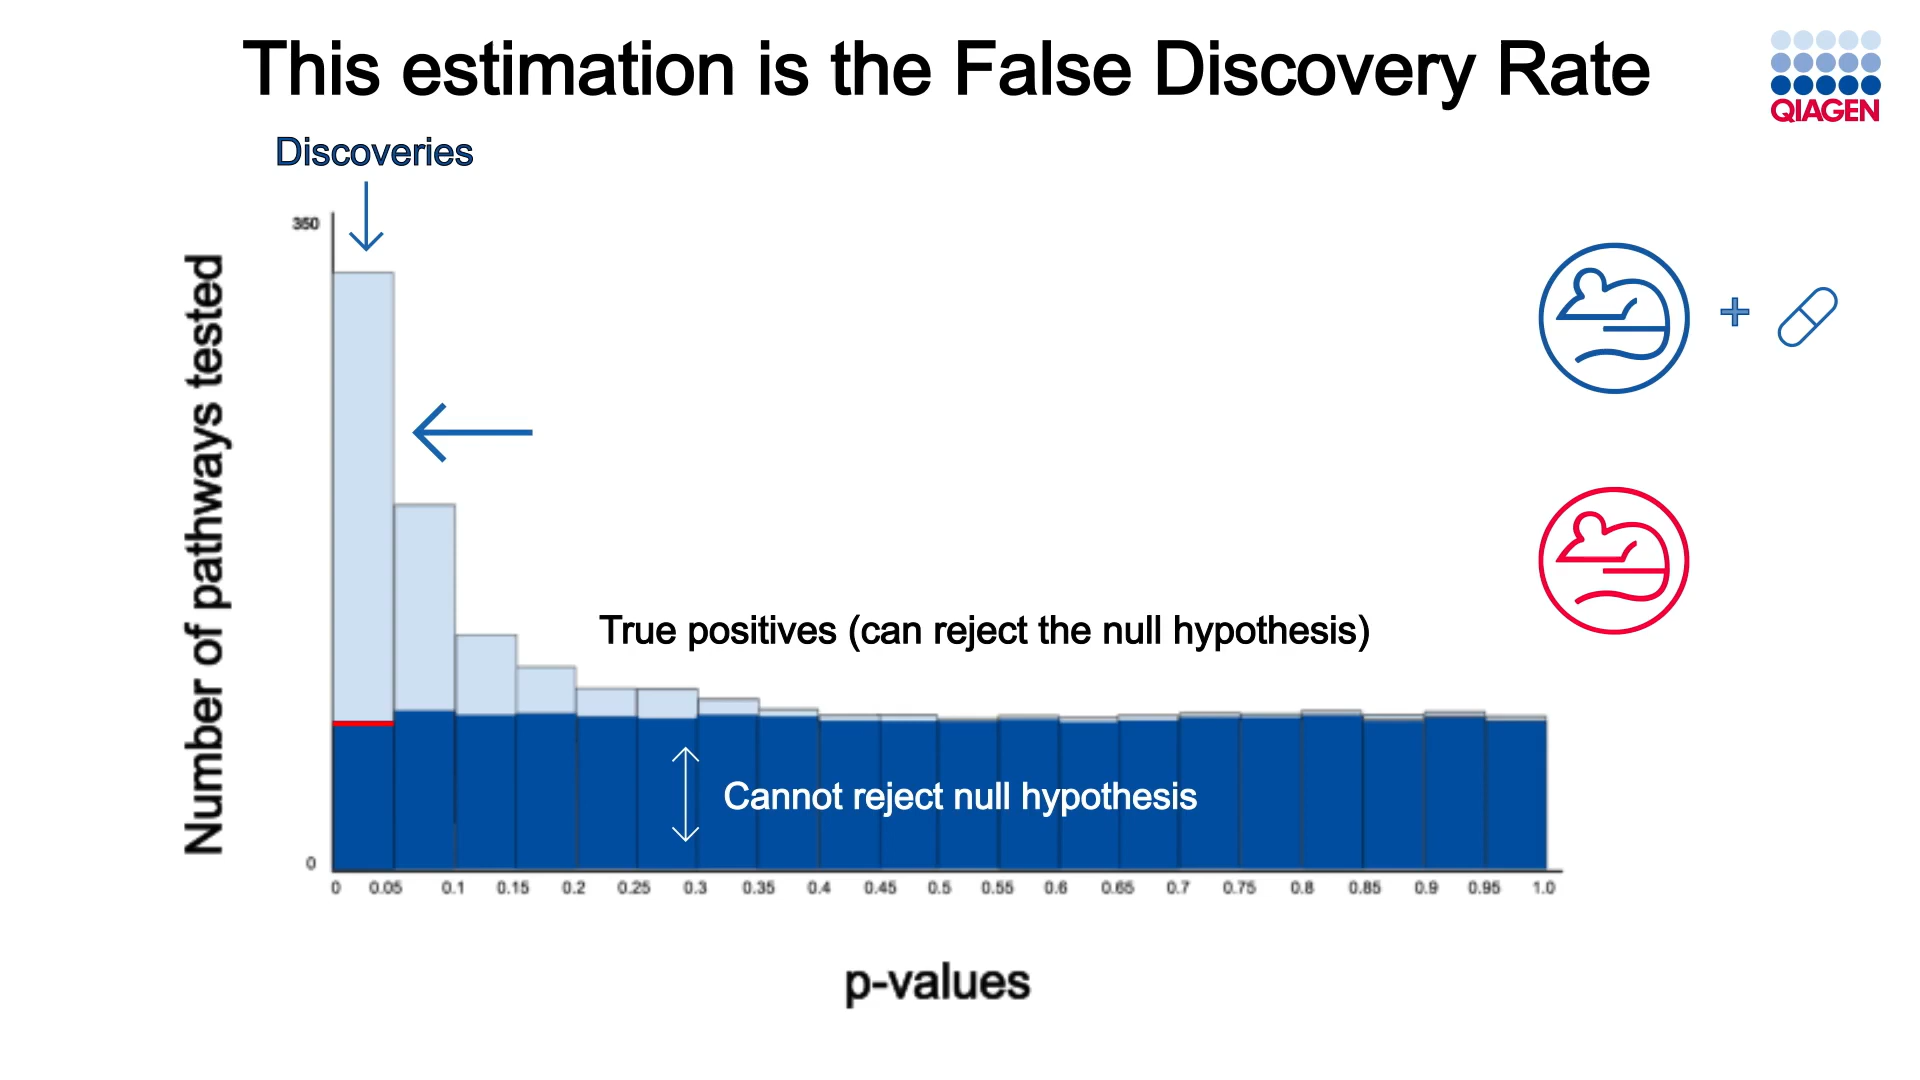 This estimation is the False Discovery Rate
QIAGEN
Discoveries
350
Number of pathways tested
True positives (can reject the null hypothesis)
Cannot reject null hypothesis
0
0 0.05 0.1 0.15 0.2 0.25 0.3 0.35 0.4 0.45 0.5 0.55 0.6 0.65 0.7 0.75 0.8 0.85 0.9 0.95 1.0
p-values